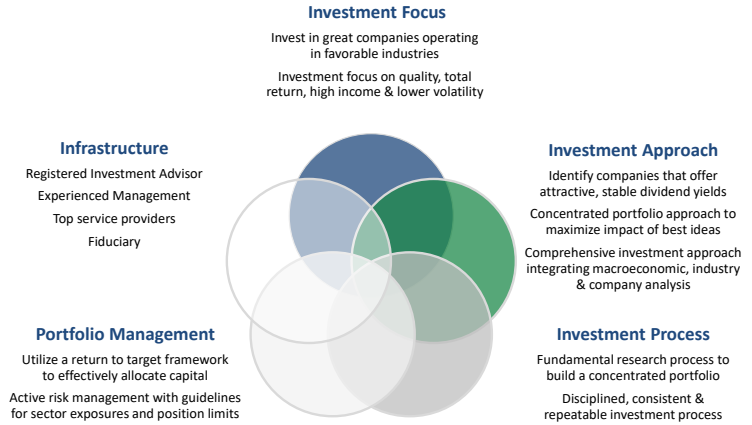 Investment Focus
Invest in great companies operating
in favorable industries
Investment focus on quality, total
return, high income & lower volatility
Infrastructure
Registered Investment Advisor
Experienced Management
Top service providers
Fiduciary
Investment Approach
Identify companies that offer
attractive, stable dividend yields
Concentrated portfolio approach to
maximize impact of best ideas
Comprehensive investment approach
integrating macroeconomic, industry
& company analysis
Portfolio Management
Utilize a return to target framework
to effectively allocate capital
Active risk management with guidelines
for sector exposures and position limits
Investment Process
Fundamental research process to
build a concentrated portfolio
Disciplined, consistent &
repeatable investment process